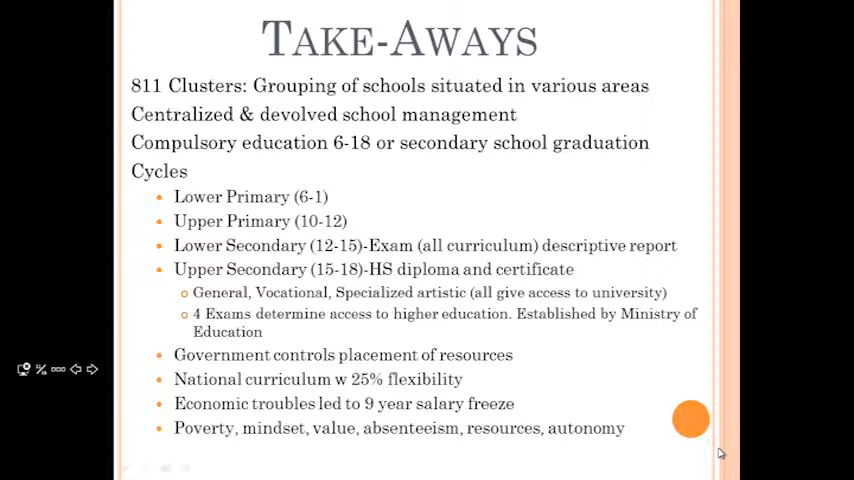 TAKE-AWAYS
811 Clusters: Grouping of schools situated in various areas
Centralized & devolved school management
Compulsory education 6-18 or secondary school graduation
Cycles
• Lower Primary (6-1)
• Upper Primary (10-12)
• Lower Secondary (12-15)-Exam (all curriculum) descriptive report
• Upper Secondary (15-18)-HS diploma and certificate
General, Vocational, Specialized artistic (all give access to university)
4 Exams determine access to higher education. Established by Ministry of
Education
• Government controls placement of resources
• National curriculum w 25% flexibility
• Economic troubles led to 9 year salary freeze
• Poverty, mindset, value, absenteeism, resources, autonomy